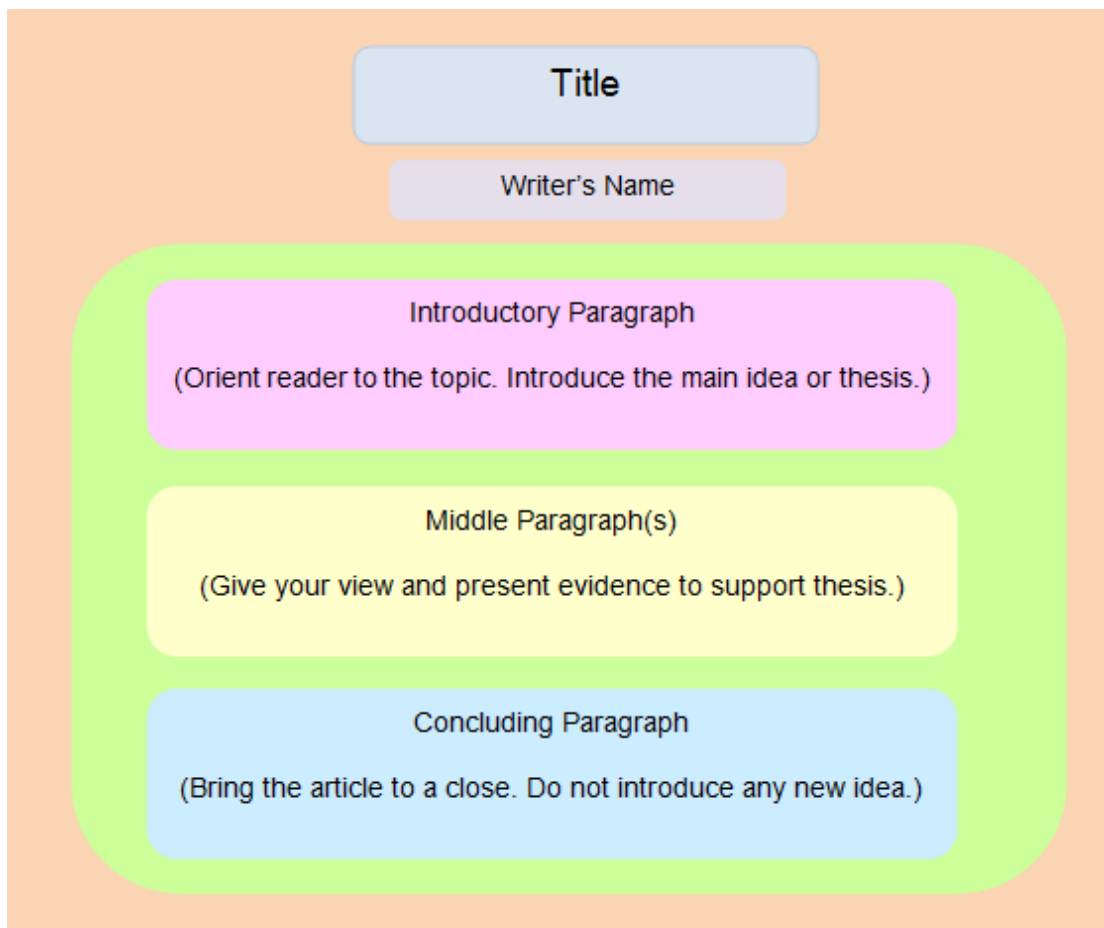 Title
Writer’s Name
Introductory Paragraph
(Orient reader to the topic. Introduce the main idea or thesis.)
Middle Paragraph(s)
(Give your view and present evidence to support thesis.)
Concluding Paragraph
(Bring the article to a close. Do not introduce any new idea.)